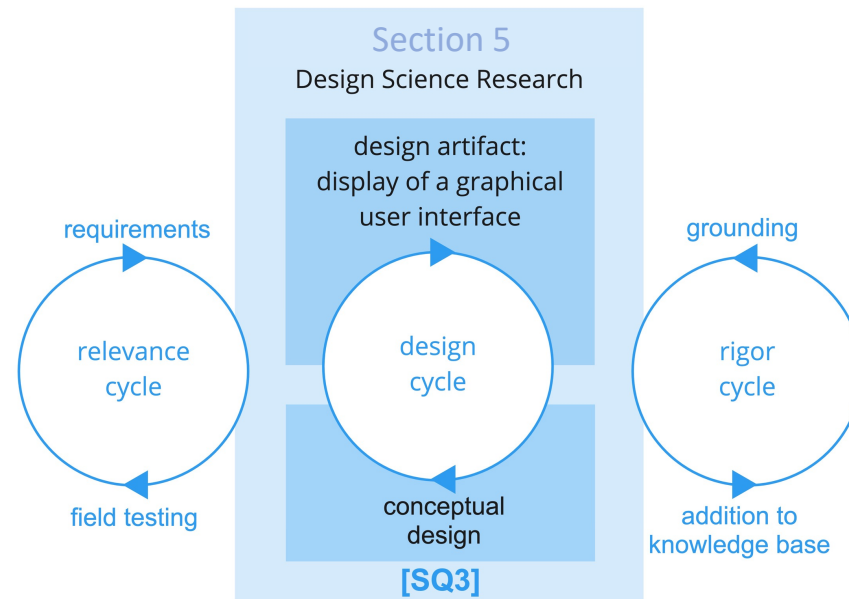 Section 5
Design Science Research
design artifact:
display of a graphical
user interface
requirements
grounding
relevance
cycle
design
cycle
rigor
cycle
field testing
conceptual
design
addition to
knowledge base
[SQ3]